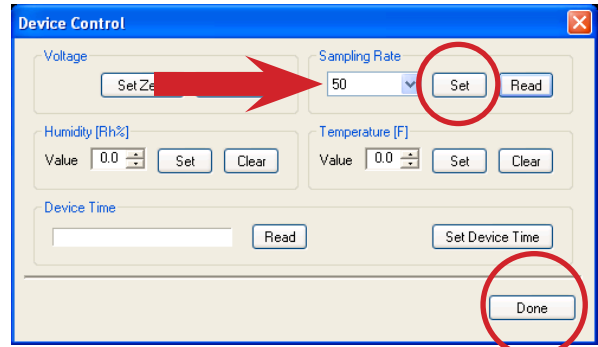 Device Control
Voltage
Set Ze
Sampling Rate
50
Set
Read
Humidity [Rh%]
Value 0.0 Set Clear
Temperature [F]
Value 0.0 Set Clear
Device Time
Read
Set Device Time
Done